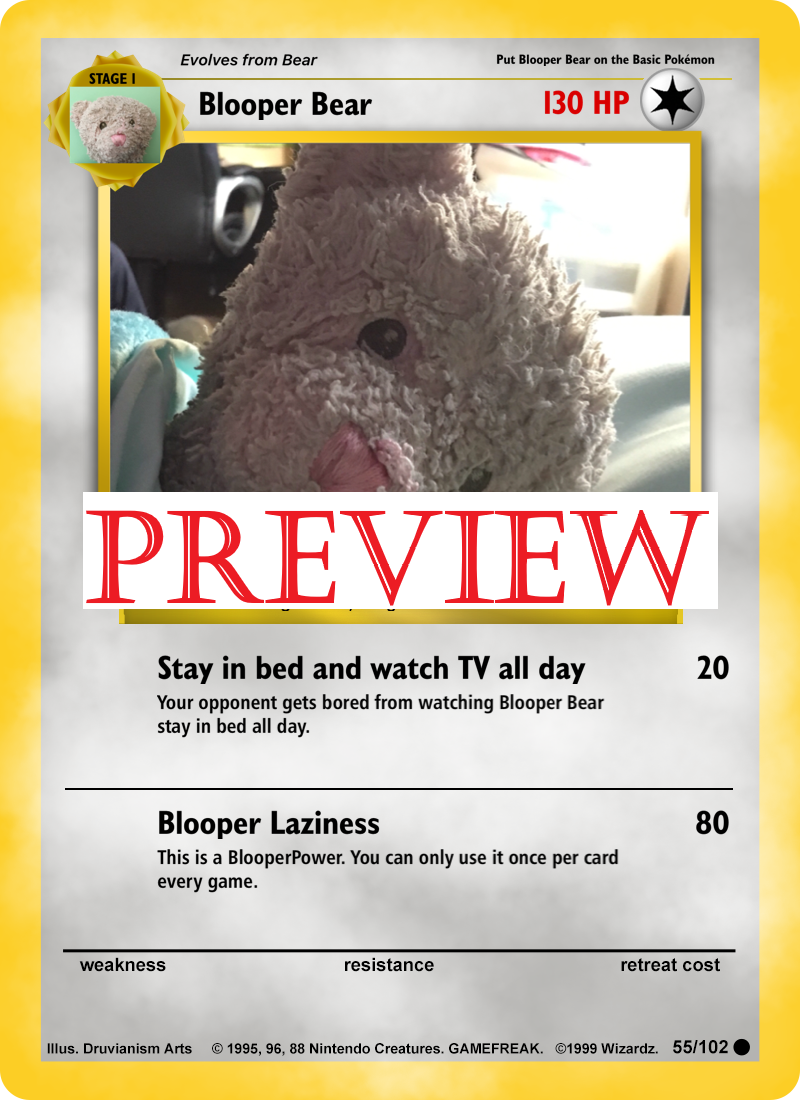 Evolves from Bear
Put Blooper Bear on the Basic Pokémon
STAGE 1
Blooper Bear
130 HP
PREVIEW
Stay in bed and watch TV all day 20
Your opponent gets bored from watching Blooper Bear
stay in bed all day.
Blooper Laziness 80
This is a BlooperPower. You can only use it once per card
every game.
weakness resistance retreat cost
Illus. Druvianism Arts © 1995, 96, 88 Nintendo Creatures. GAMEFREAK. ©1999 Wizardz. 55/102